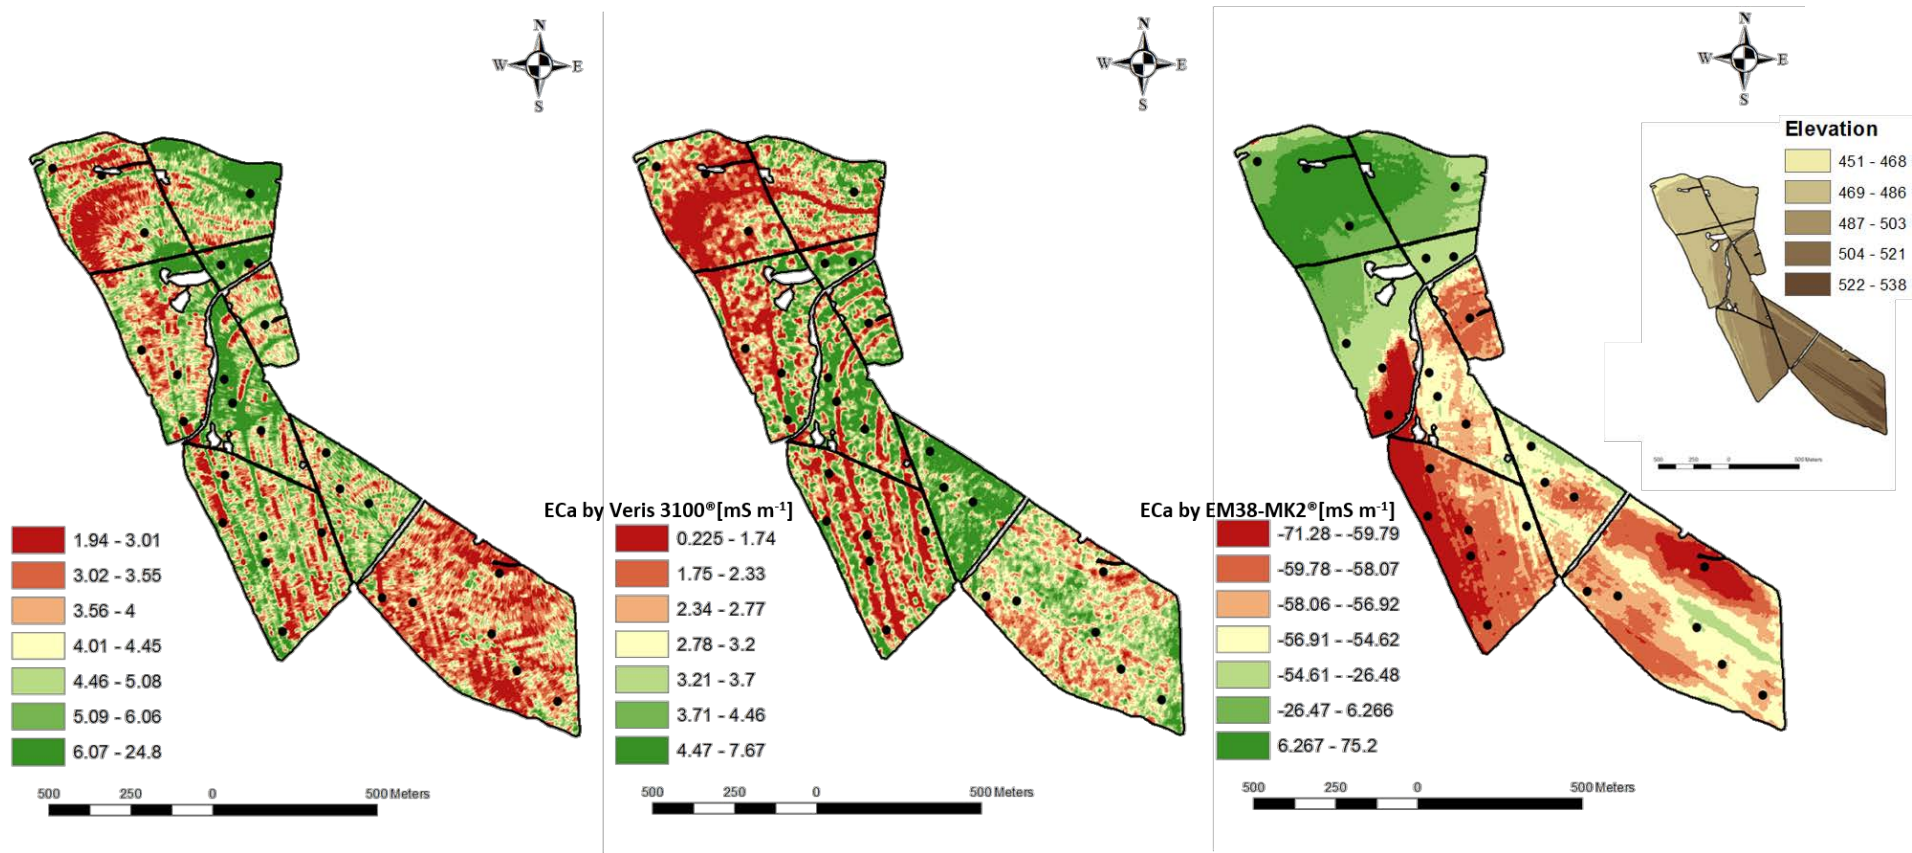 N
W E
S
1.94 - 3.01
3.02 - 3.55
3.56 - 4
4.01 - 4.45
4.46 - 5.08
5.09 - 6.06
6.07 - 24.8
500 250 0 500 Meters
N
W E
S
ECa by Veris 3100®[mS m-1]
0.225 - 1.74
1.75 - 2.33
2.34 - 2.77
2.78 - 3.2
3.21 - 3.7
3.71 - 4.46
4.47 - 7.67
500 250 0 500 Meters
N
W E
S
ECa by EM38-MK2®[mS m-1]
-71.28 - -59.79
-59.78 - -58.07
-58.06 - -56.92
-56.91 - -54.62
-54.61 - -26.48
-26.47 - 6.266
6.267 - 75.2
500 250 0 500 Meters
Elevation
451 - 468
469 - 486
487 - 503
504 - 521
522 - 538
500 250 0 500 Meters